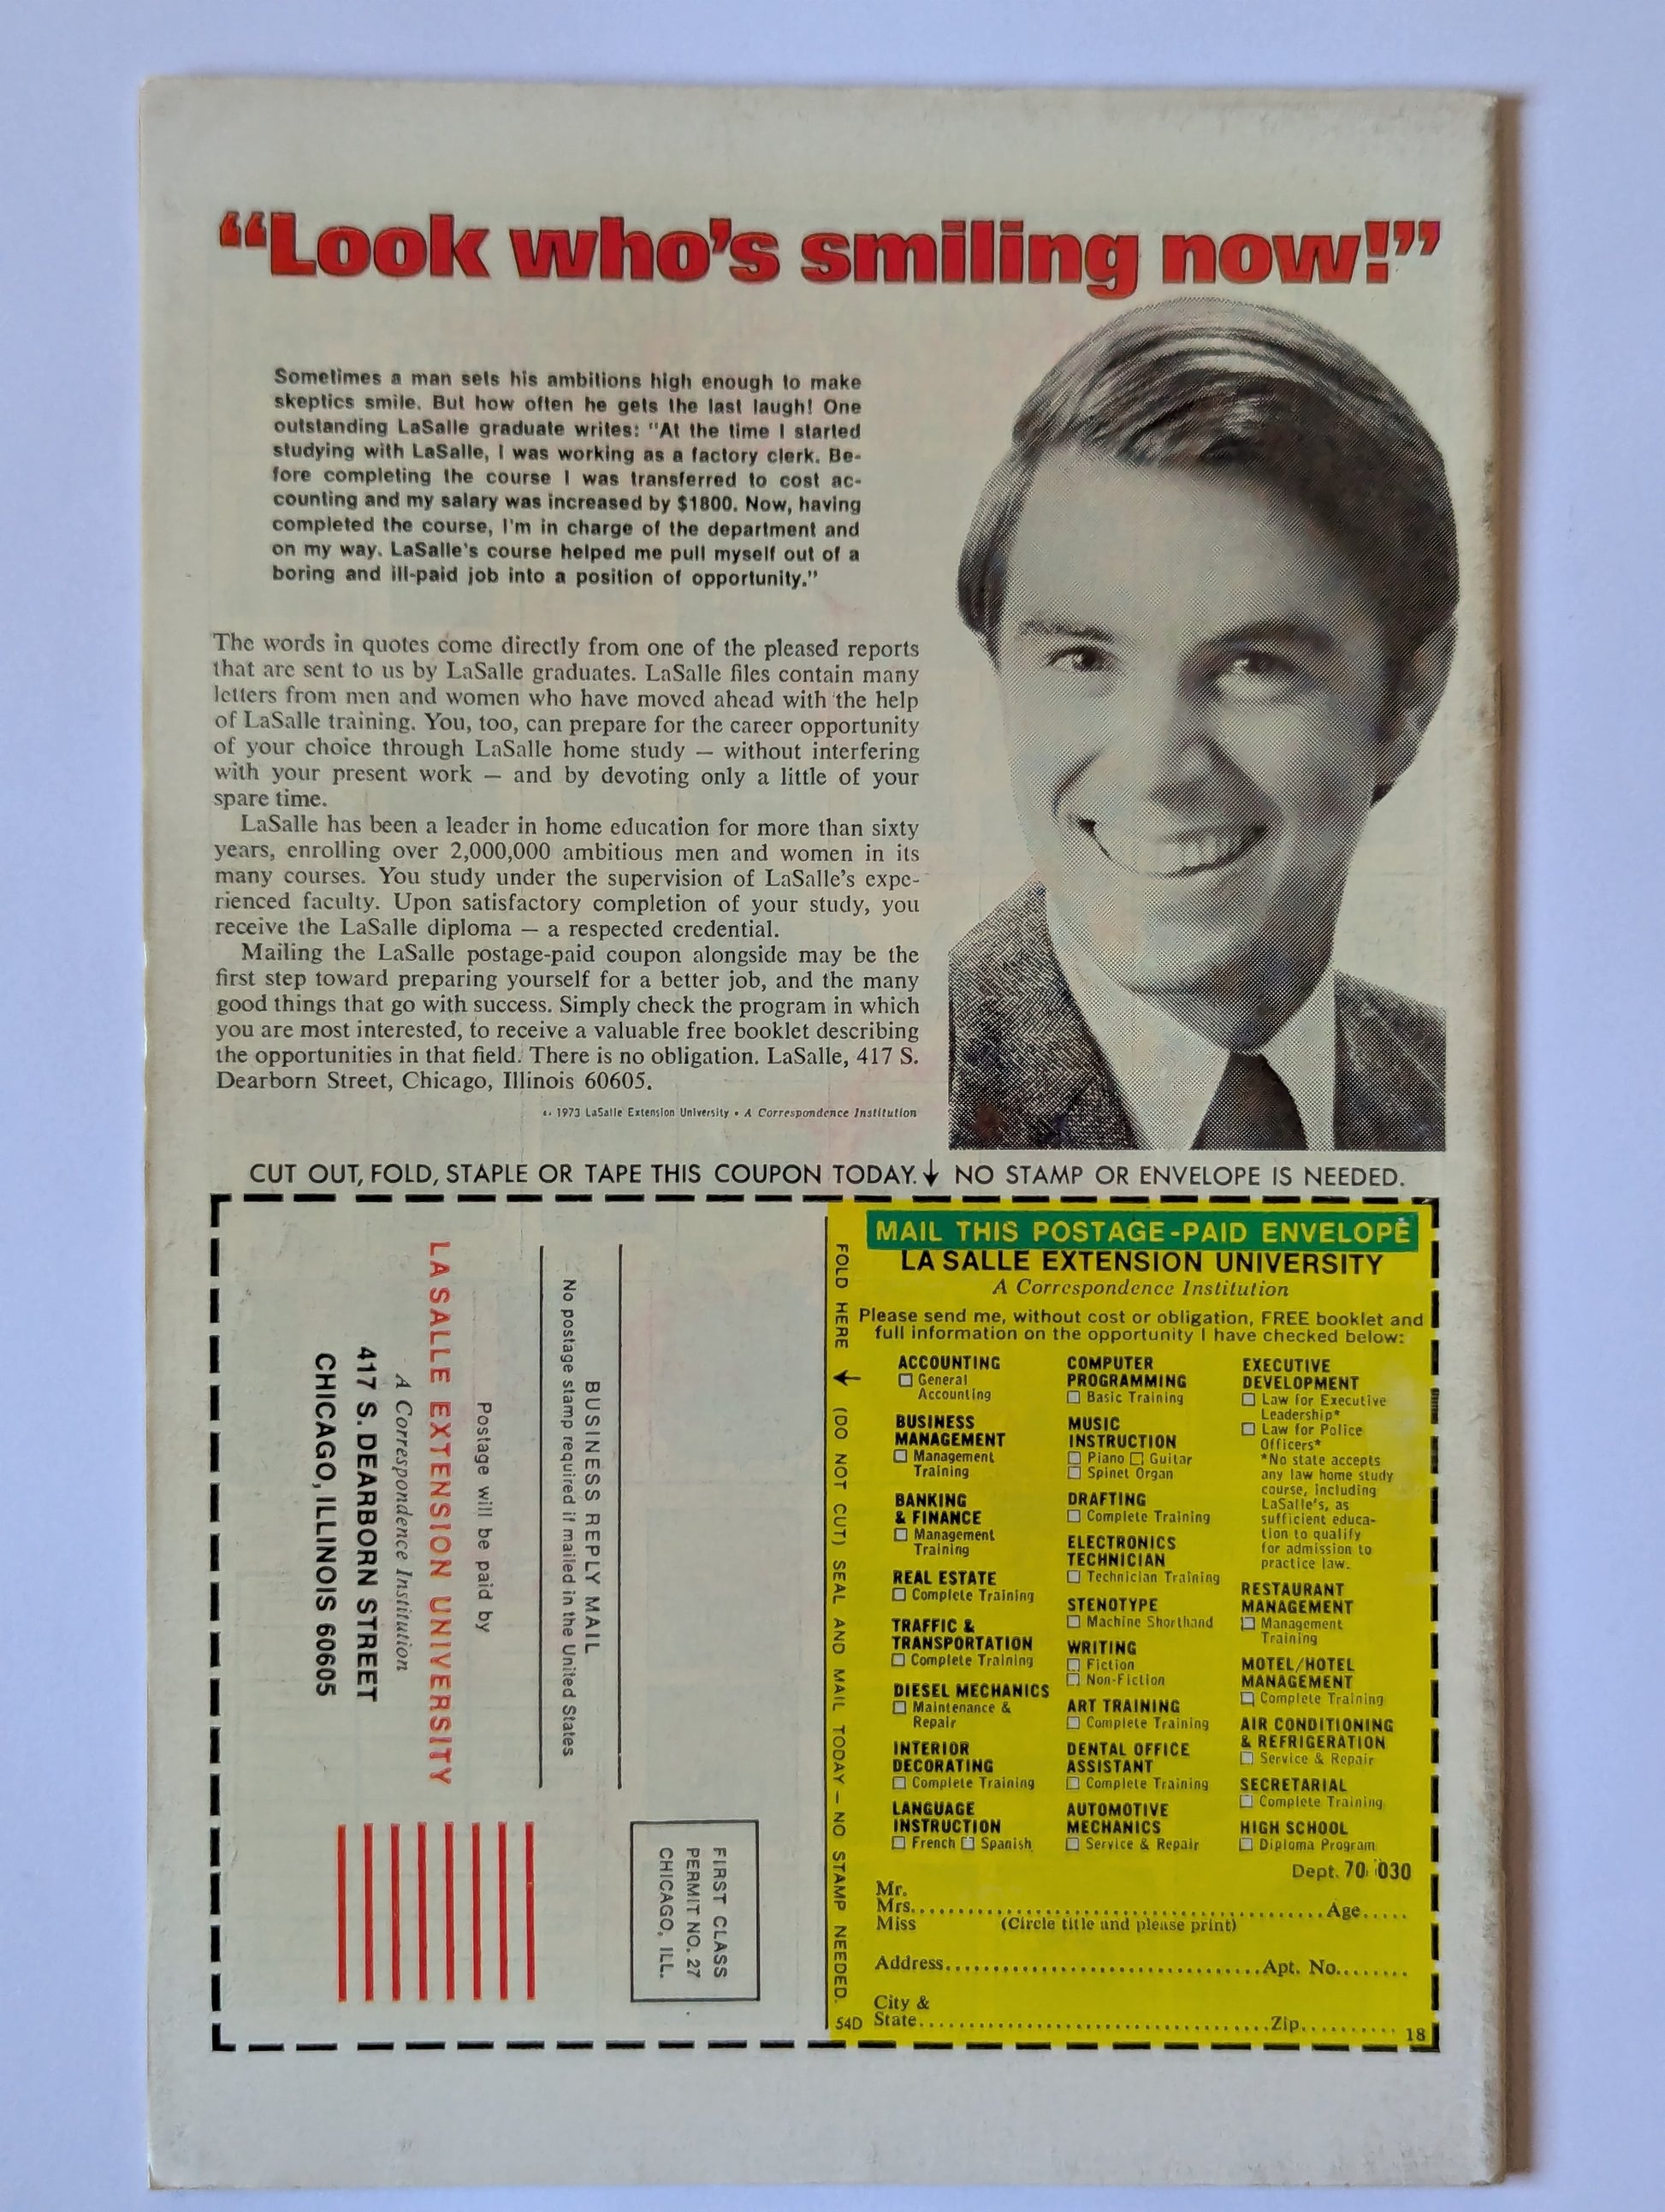 “Look who’s smiling now!”
Sometimes a man sets his ambitions high enough to make
skeptics smile. But how often he gets the last laugh! One
outstanding LaSalle graduate writes: "At the time I started
studying with LaSalle, I was working as a factory clerk. Be-
fore completing the course I was transferred to cost ac-
counting and my salary was increased by $1800. Now, having
completed the course, I'm in charge of the department and
on my way. LaSalle's course helped me pull myself out of a
boring and ill-paid job into a position of opportunity."
The words in quotes come directly from one of the pleased reports
that are sent to us by LaSalle graduates. LaSalle files contain many
letters from men and women who have moved ahead with the help
of LaSalle training. You, too, can prepare for the career opportunity
of your choice through LaSalle home study — without interfering
with your present work — and by devoting only a little of your
spare time.
LaSalle has been a leader in home education for more than sixty
years, enrolling over 2,000,000 ambitious men and women in its
many courses. You study under the supervision of LaSalle's expe-
rienced faculty. Upon satisfactory completion of your study, you
receive the LaSalle diploma — a respected credential.
Mailing the LaSalle postage-paid coupon alongside may be the
first step toward preparing yourself for a better job, and the many
good things that go with success. Simply check the program in which
you are most interested, to receive a valuable free booklet describing
the opportunities in that field. There is no obligation. LaSalle, 417 S.
Dearborn Street, Chicago, Illinois 60605.
1973 LaSalle Extension University • A Correspondence Institution
CUT OUT, FOLD, STAPLE OR TAPE THIS COUPON TODAY. ↓ NO STAMP OR ENVELOPE IS NEEDED.
FIRST CLASS
PERMIT NO. 27
CHICAGO, ILL.
BUSINESS REPLY MAIL
No postage stamp required if mailed in the United States
Postage will be paid by
LA SALLE EXTENSION UNIVERSITY
A Correspondence Institution
417 S. DEARBORN STREET
CHICAGO, ILLINOIS 60605
FOLD HERE ← (DO NOT CUT) SEAL AND MAIL TODAY — NO STAMP NEEDED.
54D
MAIL THIS POSTAGE-PAID ENVELOPE
LA SALLE EXTENSION UNIVERSITY
A Correspondence Institution
Please send me, without cost or obligation, FREE booklet and
full information on the opportunity I have checked below:
ACCOUNTING
☐ General
Accounting
BUSINESS
MANAGEMENT
☐ Management
Training
BANKING
& FINANCE
☐ Management
Training
REAL ESTATE
☐ Complete Training
TRAFFIC &
TRANSPORTATION
☐ Complete Training
DIESEL MECHANICS
☐ Maintenance &
Repair
INTERIOR
DECORATING
☐ Complete Training
LANGUAGE
INSTRUCTION
☐ French ☐ Spanish
COMPUTER
PROGRAMMING
☐ Basic Training
MUSIC
INSTRUCTION
☐ Piano ☐ Guitar
☐ Spinet Organ
DRAFTING
☐ Complete Training
ELECTRONICS
TECHNICIAN
☐ Technician Training
STENOTYPE
☐ Machine Shorthand
WRITING
☐ Fiction
☐ Non-Fiction
ART TRAINING
☐ Complete Training
DENTAL OFFICE
ASSISTANT
☐ Complete Training
AUTOMOTIVE
MECHANICS
☐ Service & Repair
EXECUTIVE
DEVELOPMENT
☐ Law for Executive
Leadership*
☐ Law for Police
Officers*
*No state accepts
any law home study
course, including
LaSalle's, as
sufficient educa-
tion to qualify
for admission to
practice law.
RESTAURANT
MANAGEMENT
☐ Management
Training
MOTEL/HOTEL
MANAGEMENT
☐ Complete Training
AIR CONDITIONING
& REFRIGERATION
☐ Service & Repair
SECRETARIAL
☐ Complete Training
HIGH SCHOOL
☐ Diploma Program
Dept. 70 030
Mr.
Mrs. Age
Miss (Circle title and please print)
Address Apt. No.
City &
State Zip
18